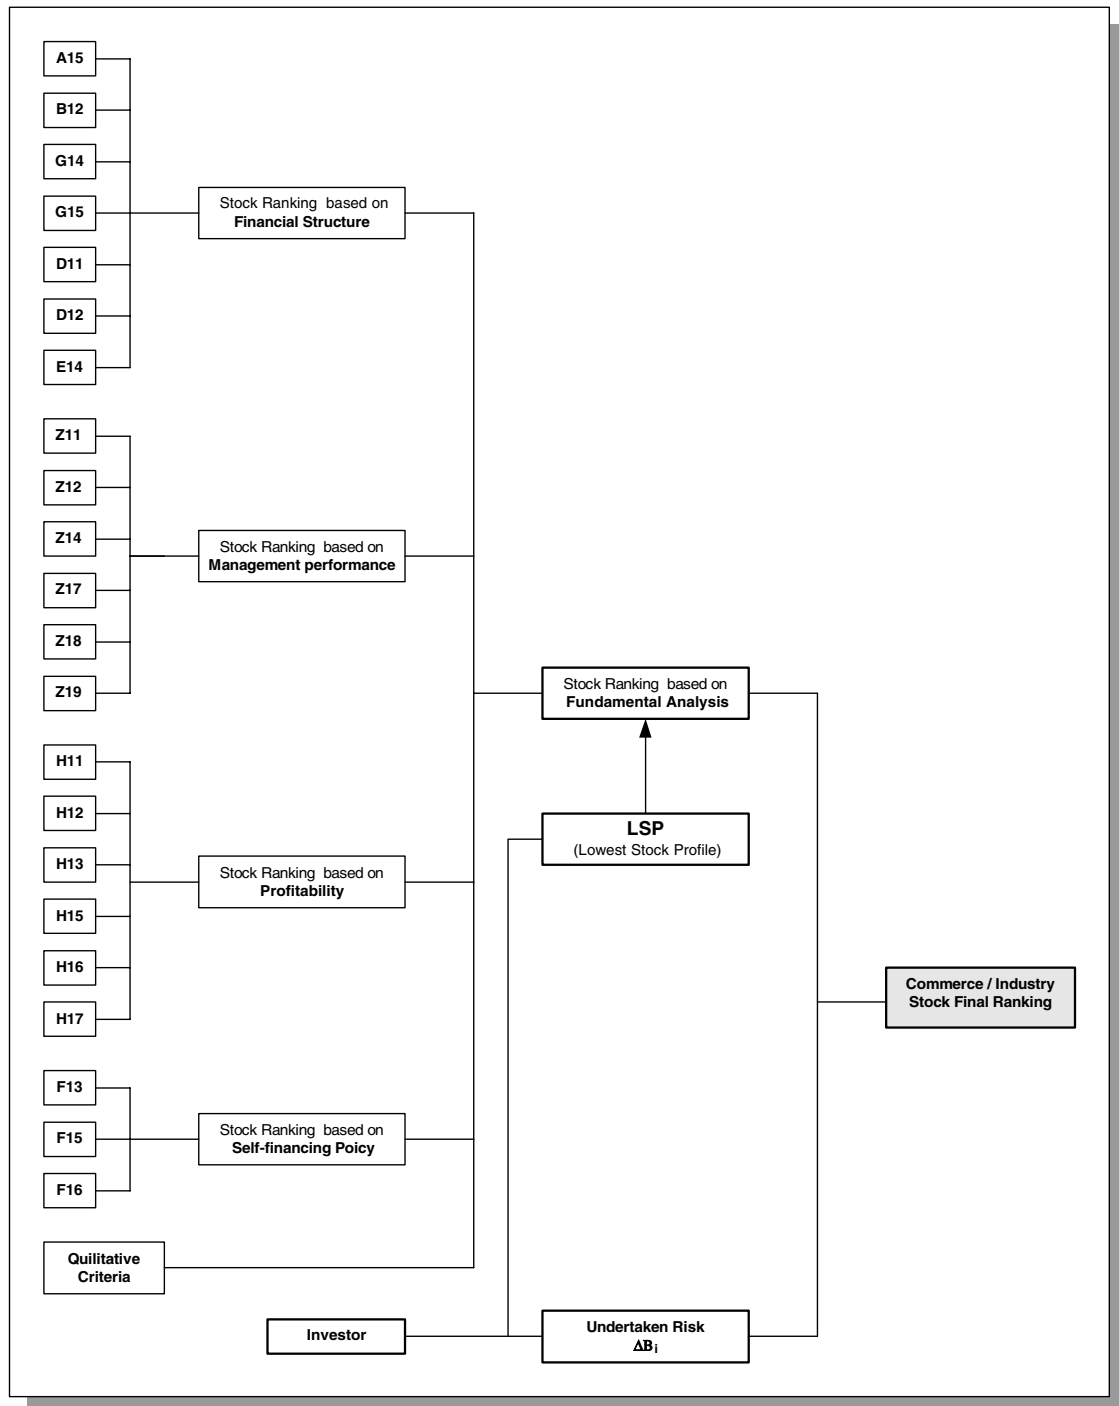 A15
B12
G14
G15
D11
D12
E14
Stock Ranking based on
Financial Structure
Z11
Z12
Z14
Z17
Z18
Z19
Stock Ranking based on
Management performance
H11
H12
H13
H15
H16
H17
Stock Ranking based on
Profitability
F13
F15
F16
Stock Ranking based on
Self-financing Poicy
Quilitative
Criteria
Investor
Stock Ranking based on
Fundamental Analysis
LSP
(Lowest Stock Profile)
Undertaken Risk
ΔB i
Commerce / Industry
Stock Final Ranking